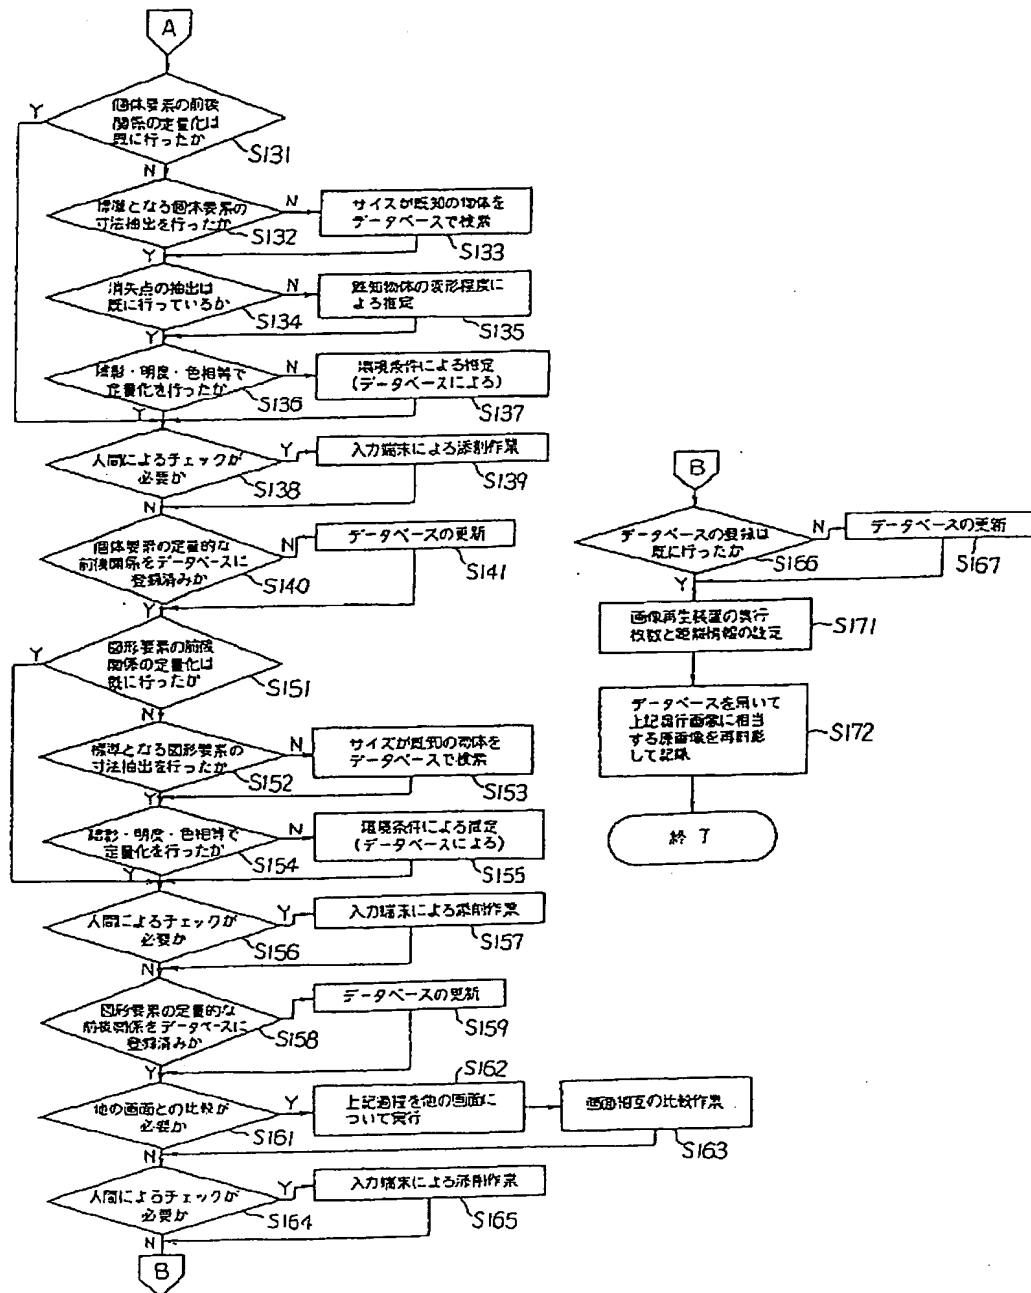 A
個体要素の前後
関係の定量化は
既に行ったか
Y
S131
N
標準となる個体要素の
寸法抽出を行ったか
N
S132
サイズが既知の物体を
データベースで検索
S133
Y
消失点の抽出は
既に行っているか
N
S134
既知物体の変形程度に
よる推定
S135
Y
陰影・明度・色相等で
定量化を行ったか
N
S136
環境条件による推定
(データベースによる)
S137
Y
人間によるチェックが
必要か
Y
S138
入力端末による添削作業
S139
N
個体要素の定量的な
前後関係をデータベースに
登録済みか
N
S140
データベースの更新
S141
Y
図形要素の前後
関係の定量化は
既に行ったか
Y
S151
N
標準となる図形要素の
寸法抽出を行ったか
N
S152
サイズが既知の物体を
データベースで検索
S153
Y
陰影・明度・色相等で
定量化を行ったか
N
S154
環境条件による推定
(データベースによる)
S155
Y
人間によるチェックが
必要か
Y
S156
入力端末による添削作業
S157
N
図形要素の定量的な
前後関係をデータベースに
登録済みか
S158
データベースの更新
S159
Y
他の画面との比較が
必要か
Y
S161
S162
上記過程を他の画面に
ついて実行
画面相互の比較作業
S163
N
人間によるチェックが
必要か
Y
S164
入力端末による添削作業
S165
N
B
B
データベースの登録は
既に行ったか
N
S166
データベースの更新
S167
Y
画像再生装置の奥行
枚数と距離情報の設定
S171
データベースを用いて
上記奥行画像に相当
する原画像を再
して記録
S172
終了